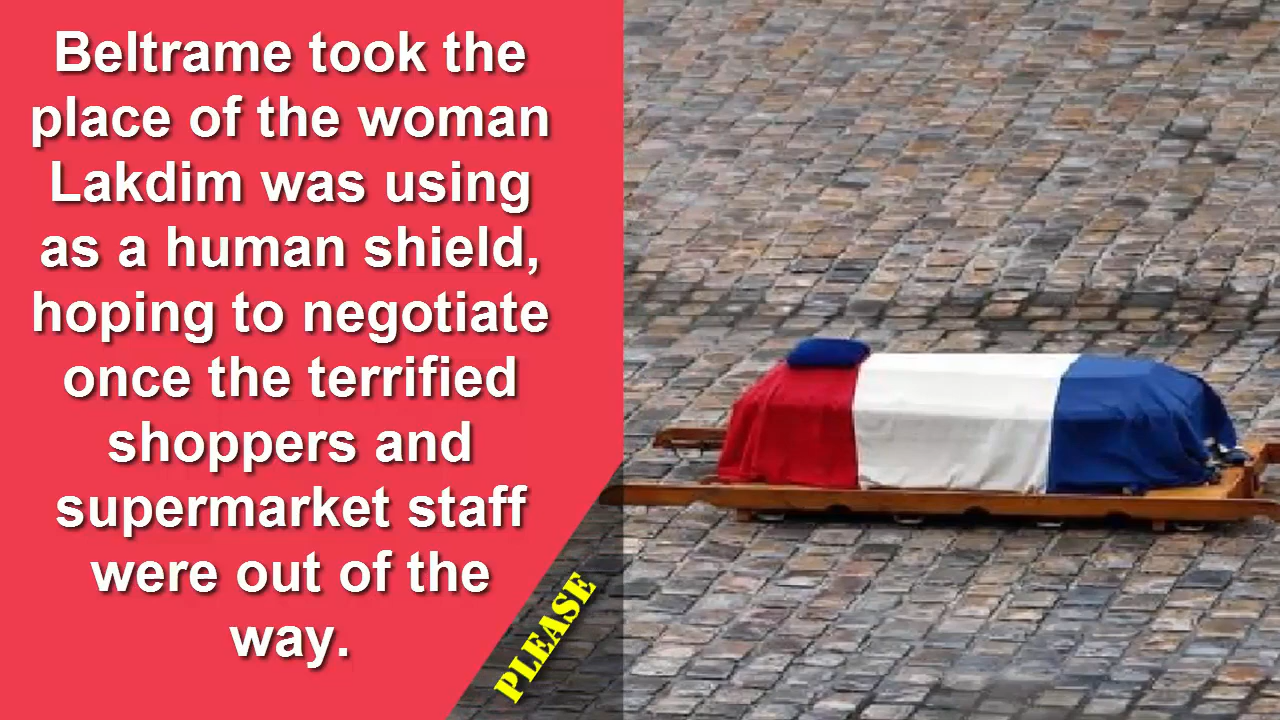 Beltrame took the
place of the woman
Lakdim was using
as a human shield,
hoping to negotiate
once the terrified
shoppers and
supermarket staff
were out of the
way.
PLEASE